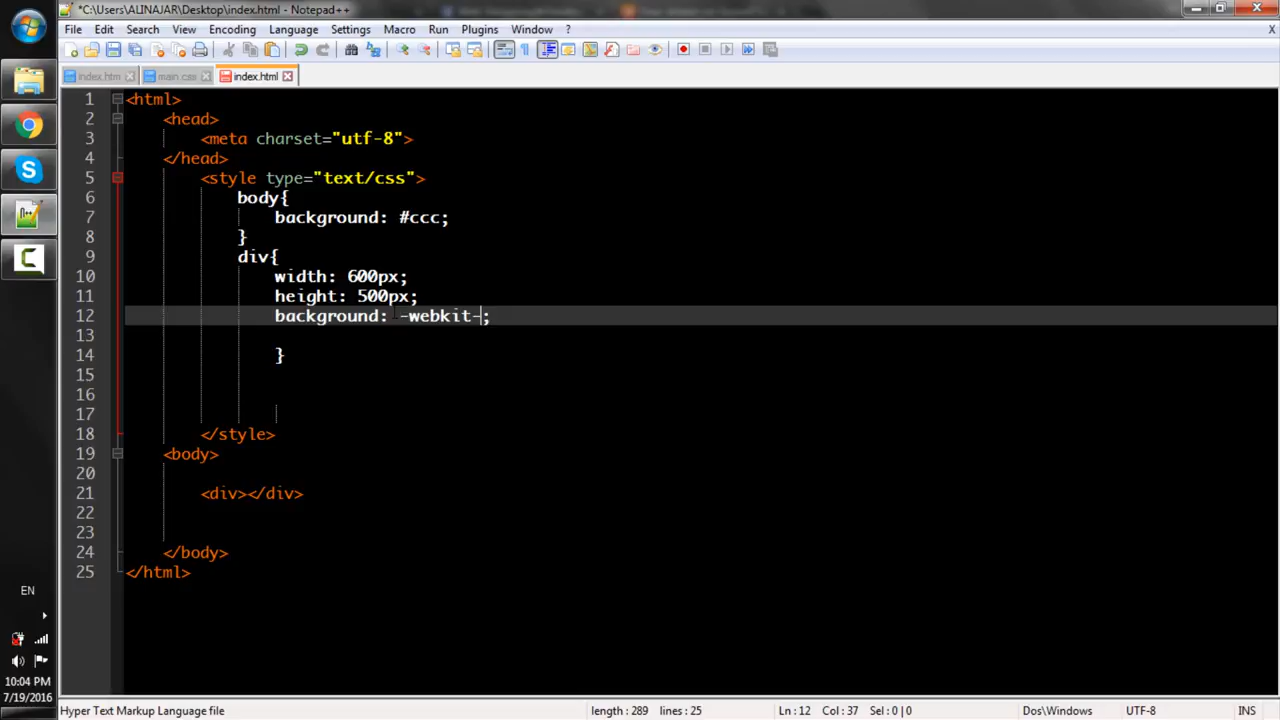 *C:\Users\ALINAJAR\Desktop\index.html - Notepad++
File Edit Search View Encoding Language Settings Macro Run Plugins Window ? X
index.htm main.css index.html
1 <html>
2 <head>
3 <meta charset="utf-8">
4 </head>
5 <style type="text/css">
6 body{
7 background: #ccc;
8 }
9 div{
10 width: 600px;
11 height: 500px;
12 background: -webkit-;
13
14 }
15
16
17
18 </style>
19 <body>
20
21 <div></div>
22
23
24 </body>
25 </html>
EN
10:04 PM
7/19/2016
Hyper Text Markup Language file length : 289 lines : 25 Ln : 12 Col : 37 Sel : 0 | 0 Dos\Windows UTF-8 INS